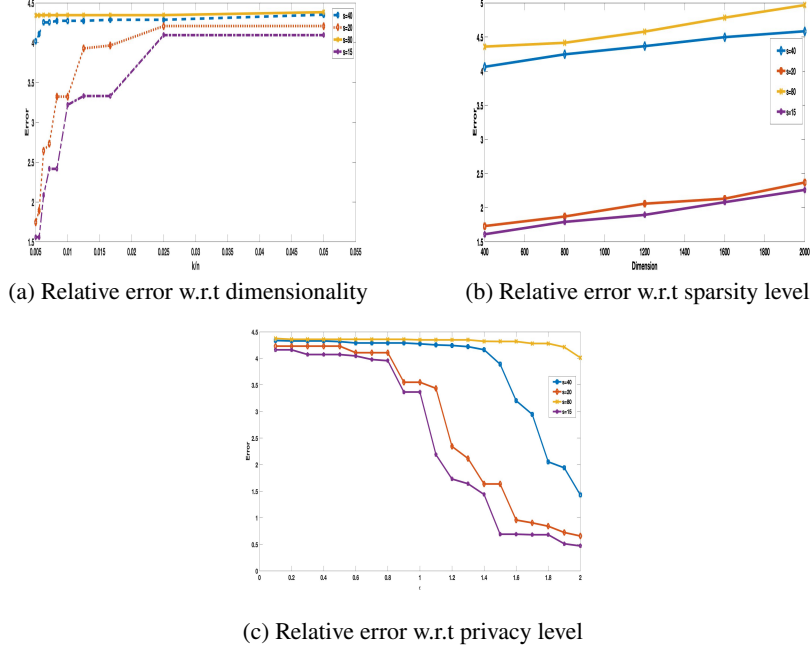 4.5
4
3.5
3
2.5
2
1.5
Error
0.005 0.01 0.015 0.02 0.025 0.03 0.035 0.04 0.045 0.05 0.055
k/n
s=40
s=20
s=80
s=15
(a) Relative error w.r.t dimensionality
5
4.5
4
3.5
3
2.5
2
1.5
Error
400 600 800 1000 1200 1400 1600 1800 2000
Dimension
s=40
s=20
s=80
s=15
(b) Relative error w.r.t sparsity level
4.5
4
3.5
3
2.5
2
1.5
1
0.5
0
Error
0 0.2 0.4 0.6 0.8 1 1.2 1.4 1.6 1.8 2
s=40
s=20
s=80
s=15
(c) Relative error w.r.t privacy level